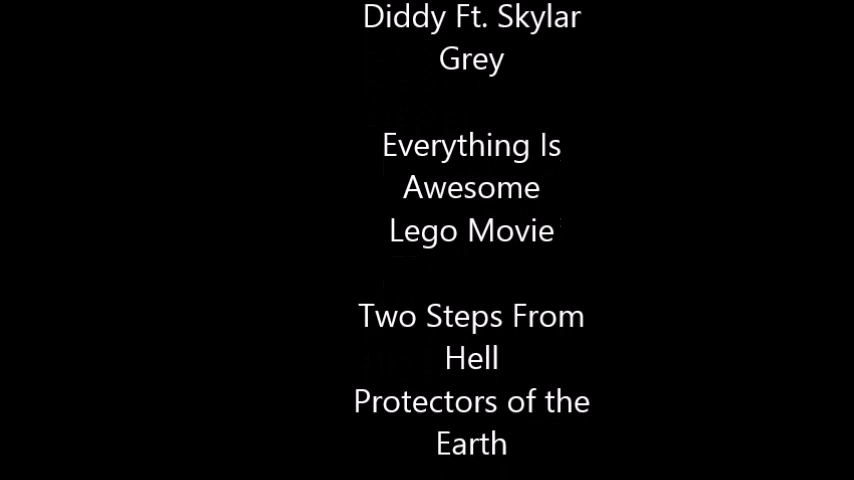 Diddy Ft. Skylar
Grey
Everything Is
Awesome
Lego Movie
Two Steps From
Hell
Protectors of the
Earth